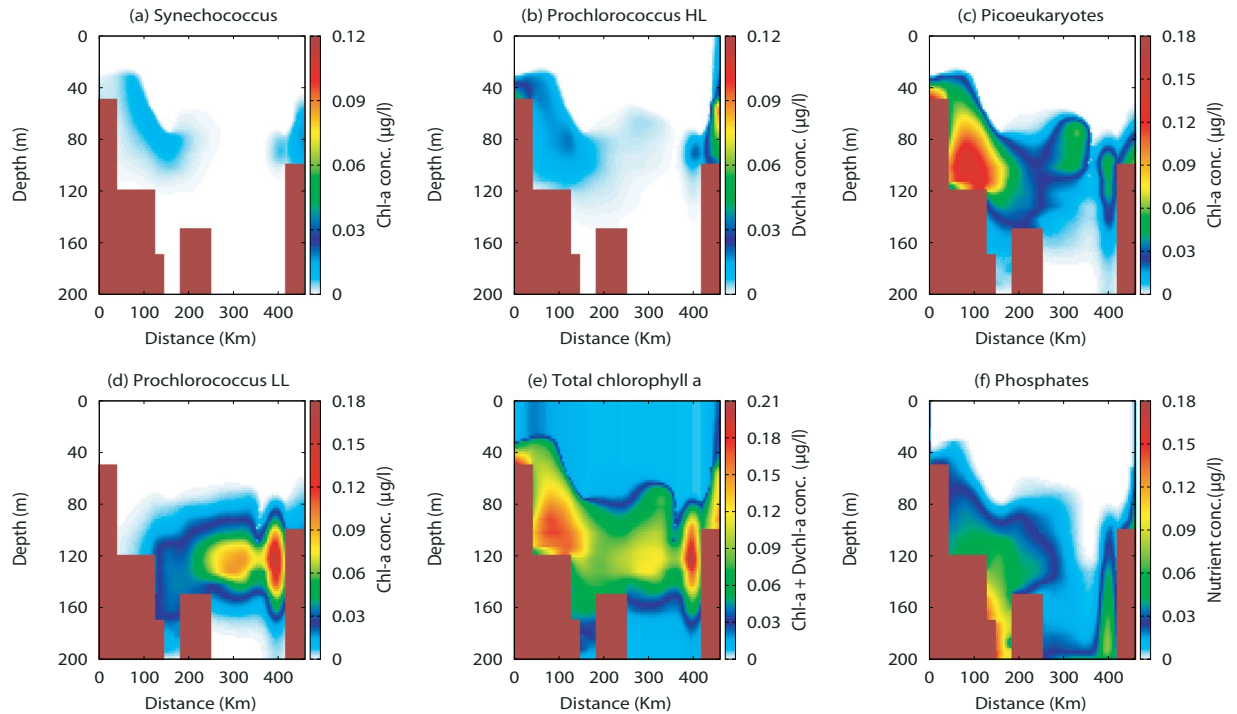 (a) Synechococcus
(b) Prochlorococcus HL
(c) Picoeukaryotes
0
40
80
120
160
200
Depth (m)
0 100 200 300 400
Distance (Km)
0.12
0.09
0.06
0.03
0
Chl-a conc. (µg/l)
0
40
80
120
160
200
Depth (m)
0 100 200 300 400
Distance (Km)
0.12
0.09
0.06
0.03
0
Dvchl-a conc. (µg/l)
0
40
80
120
160
200
Depth (m)
0 100 200 300 400
Distance (Km)
0.18
0.15
0.12
0.09
0.06
0.03
0
Chl-a conc. (µg/l)
(d) Prochlorococcus LL
(e) Total chlorophyll a
(f) Phosphates
0
40
80
120
160
200
Depth (m)
0 100 200 300 400
Distance (Km)
0.18
0.15
0.12
0.09
0.06
0.03
0
Chl-a conc. (µg/l)
0
40
80
120
160
200
Depth (m)
0 100 200 300 400
Distance (Km)
0.21
0.18
0.15
0.12
0.09
0.06
0.03
0
Chl-a + Dvchl-a conc. (µg/l)
0
40
80
120
160
200
Depth (m)
0 100 200 300 400
Distance (Km)
0.18
0.15
0.12
0.09
0.06
0.03
0
Nutrient conc.(µg/l)